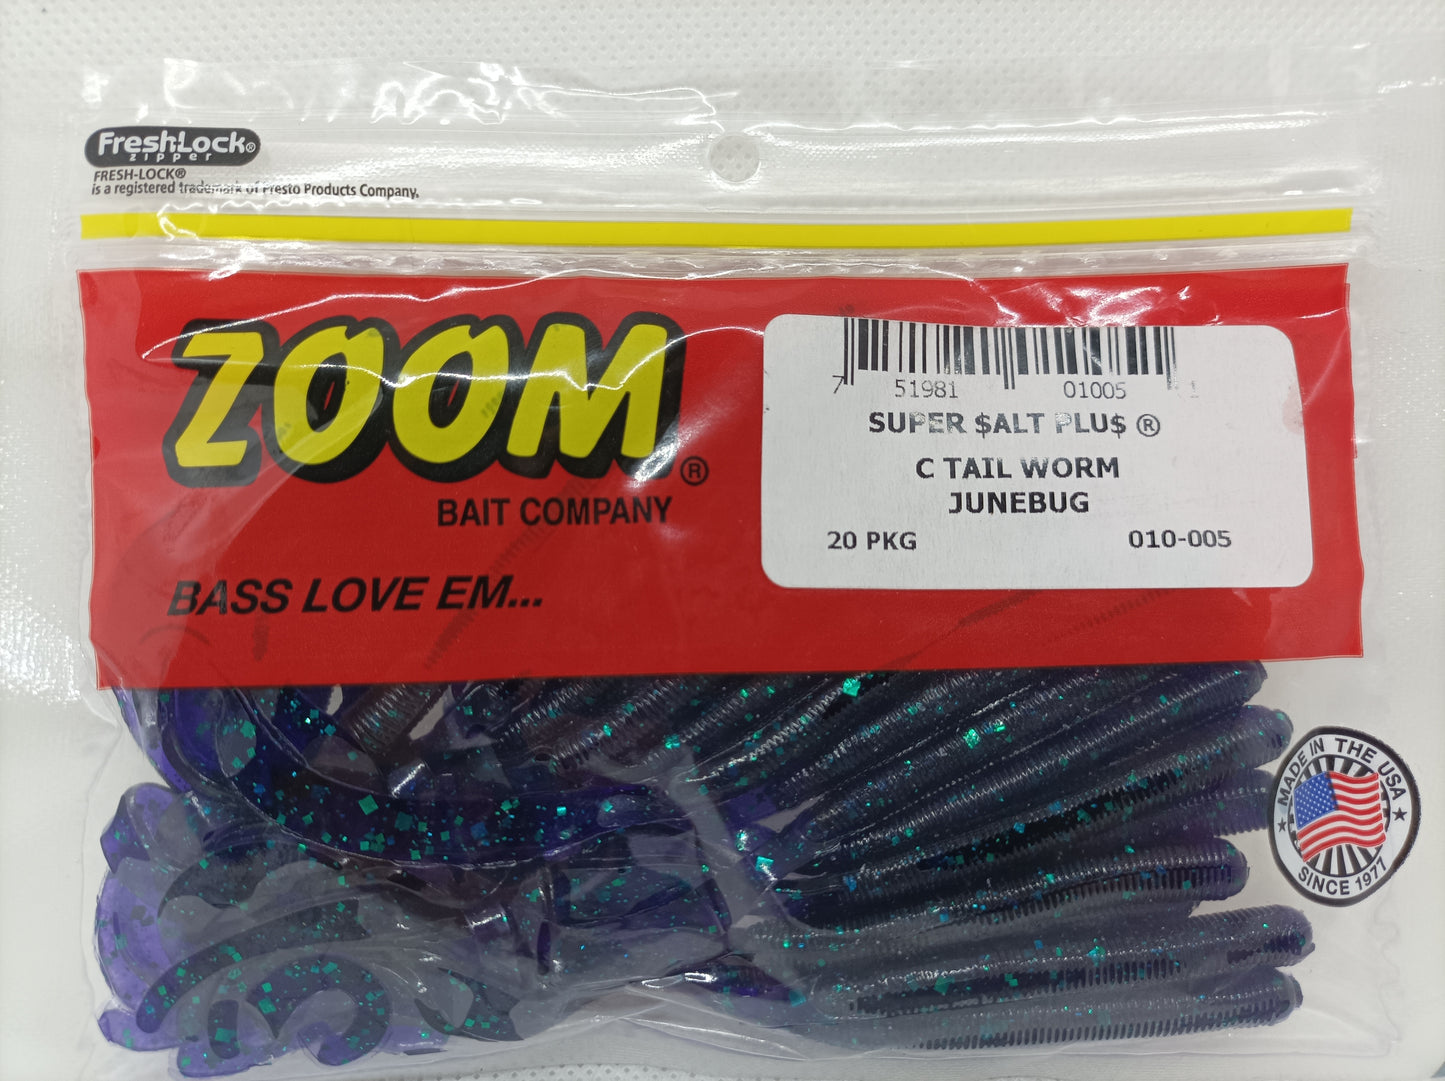 FreshLock®
zipper
FRESH-LOCK®
is a registered trademark of Presto Products Company.
ZOOM®
BAIT COMPANY
BASS LOVE EM...
7 51981 01005 1
SUPER $ALT PLU$ ®
C TAIL WORM
JUNEBUG
20 PKG 010-005
★ MADE IN THE USA ★
SINCE 1977